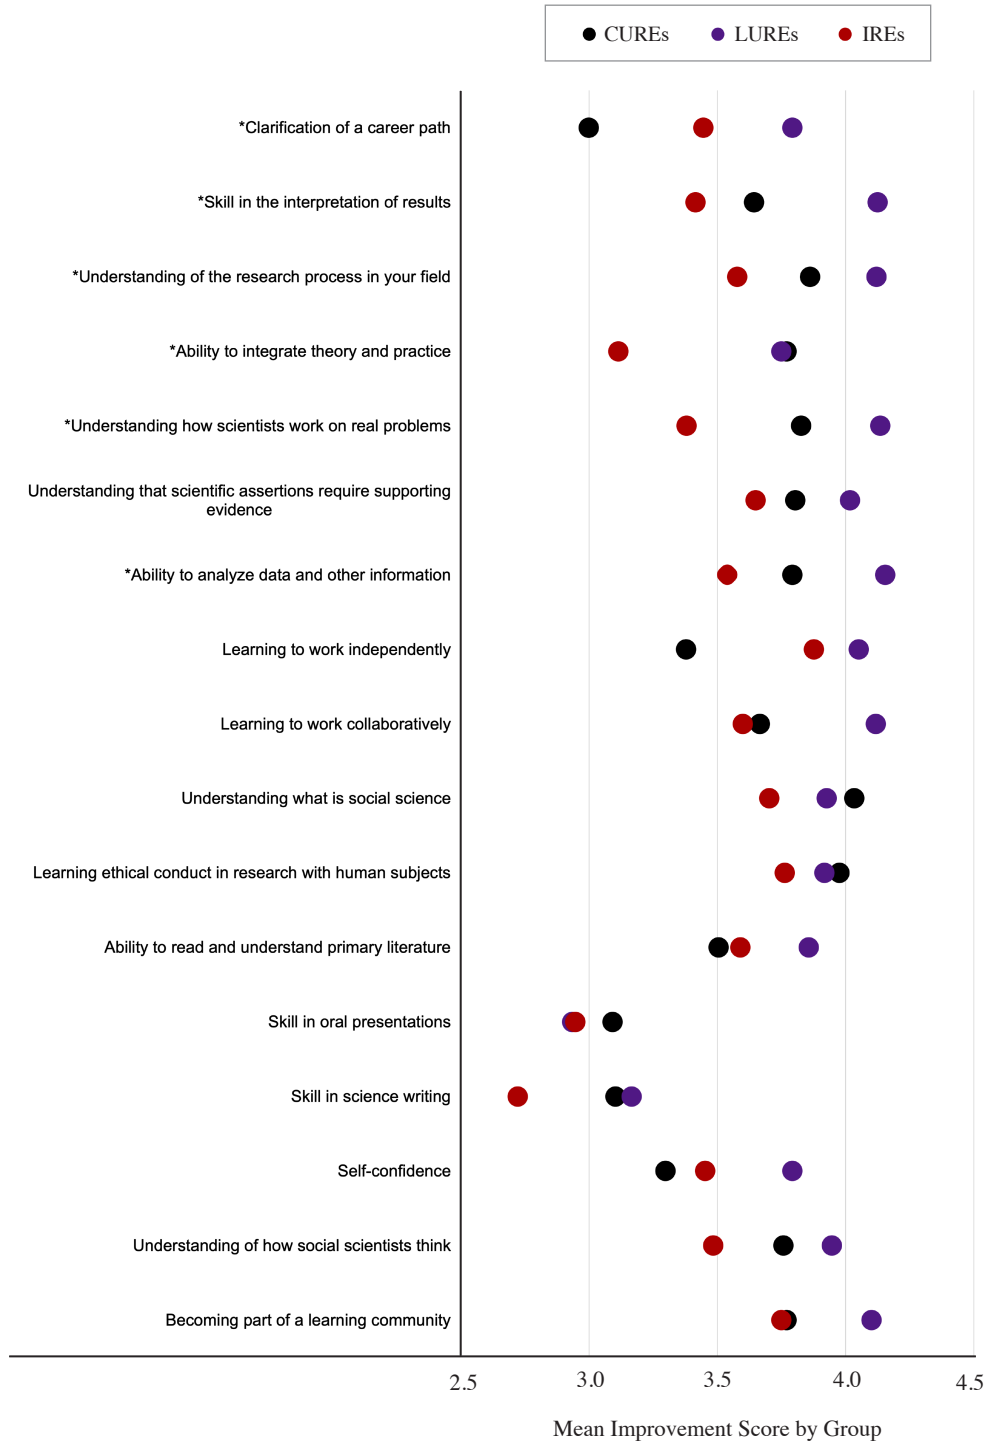 CUREs LUREs IREs
*Clarification of a career path
*Skill in the interpretation of results
*Understanding of the research process in your field
*Ability to integrate theory and practice
*Understanding how scientists work on real problems
Understanding that scientific assertions require supporting
evidence
*Ability to analyze data and other information
Learning to work independently
Learning to work collaboratively
Understanding what is social science
Learning ethical conduct in research with human subjects
Ability to read and understand primary literature
Skill in oral presentations
Skill in science writing
Self-confidence
Understanding of how social scientists think
Becoming part of a learning community
2.5 3.0 3.5 4.0 4.5
Mean Improvement Score by Group